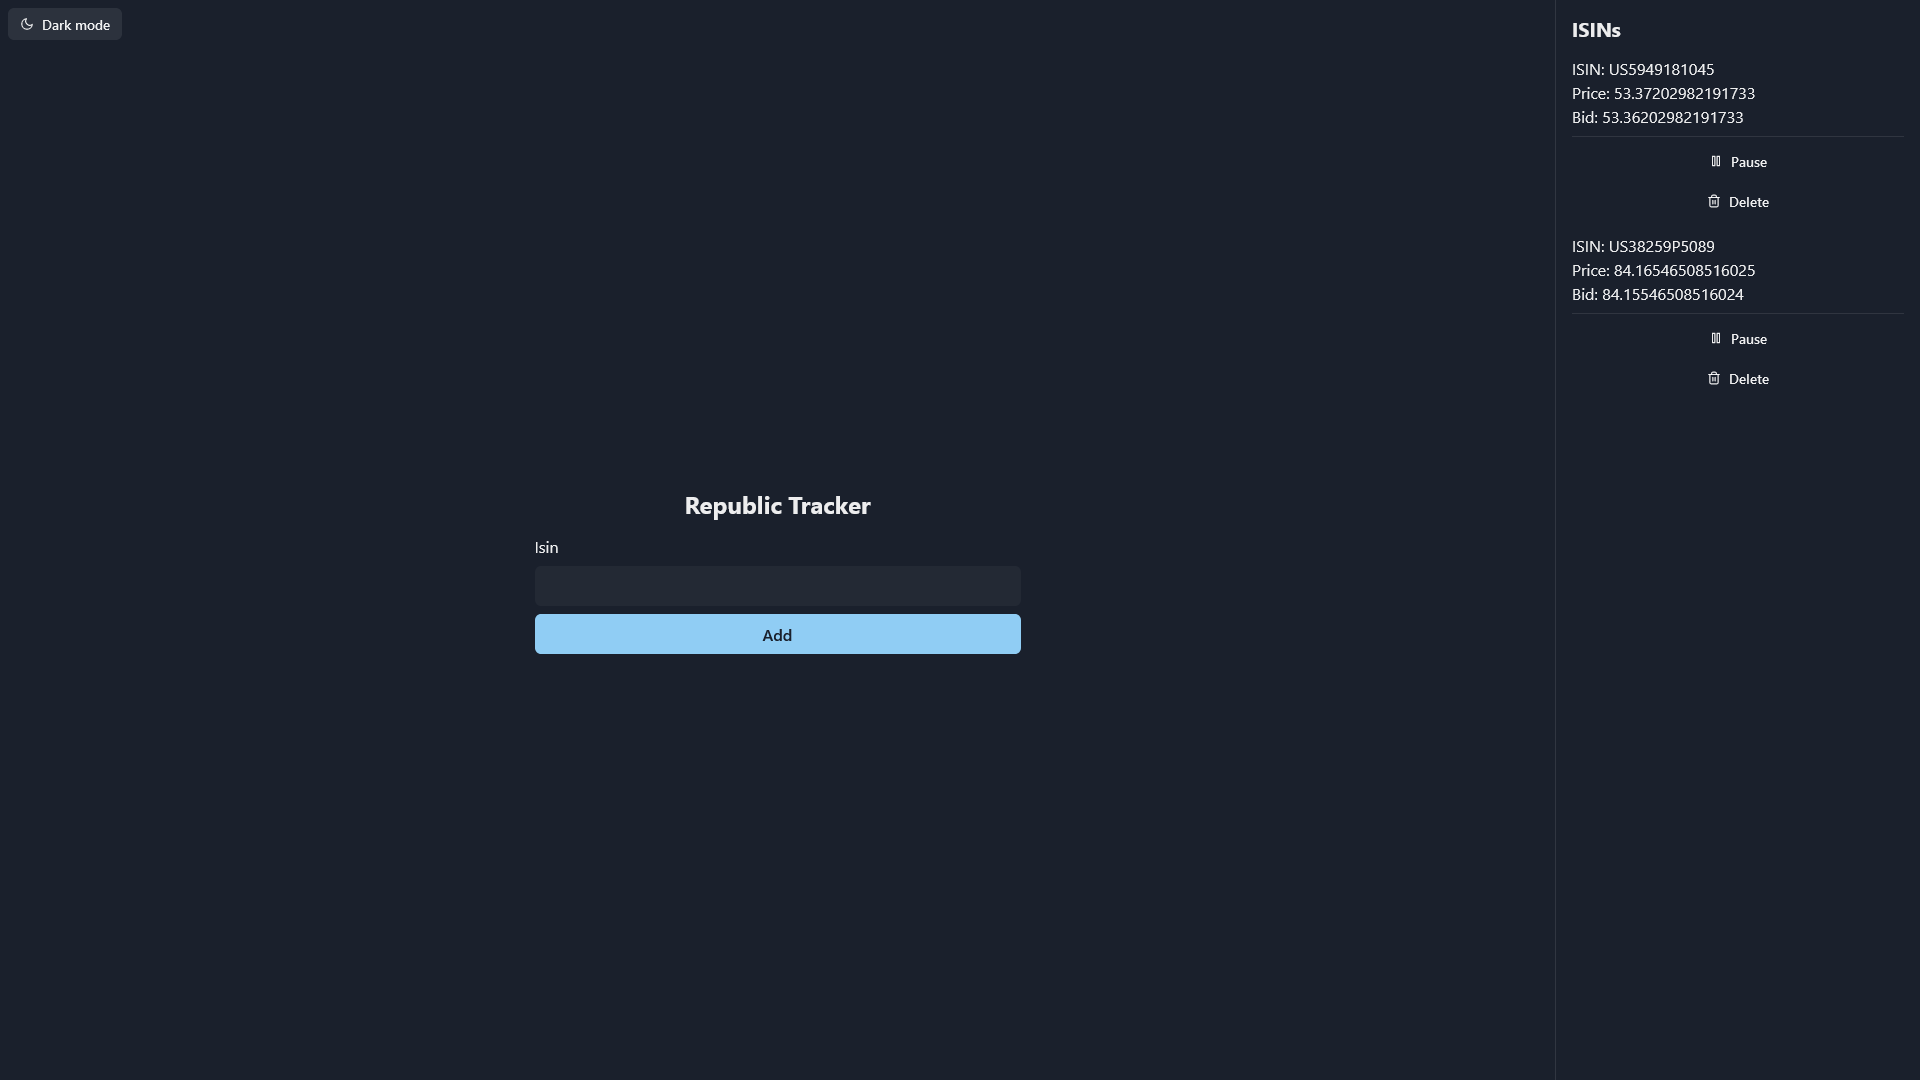 Dark mode
Republic Tracker
Isin
Add
ISINs
ISIN: US5949181045
Price: 53.37202982191733
Bid: 53.36202982191733
Pause
Delete
ISIN: US38259P5089
Price: 84.16546508516025
Bid: 84.15546508516024
Pause
Delete